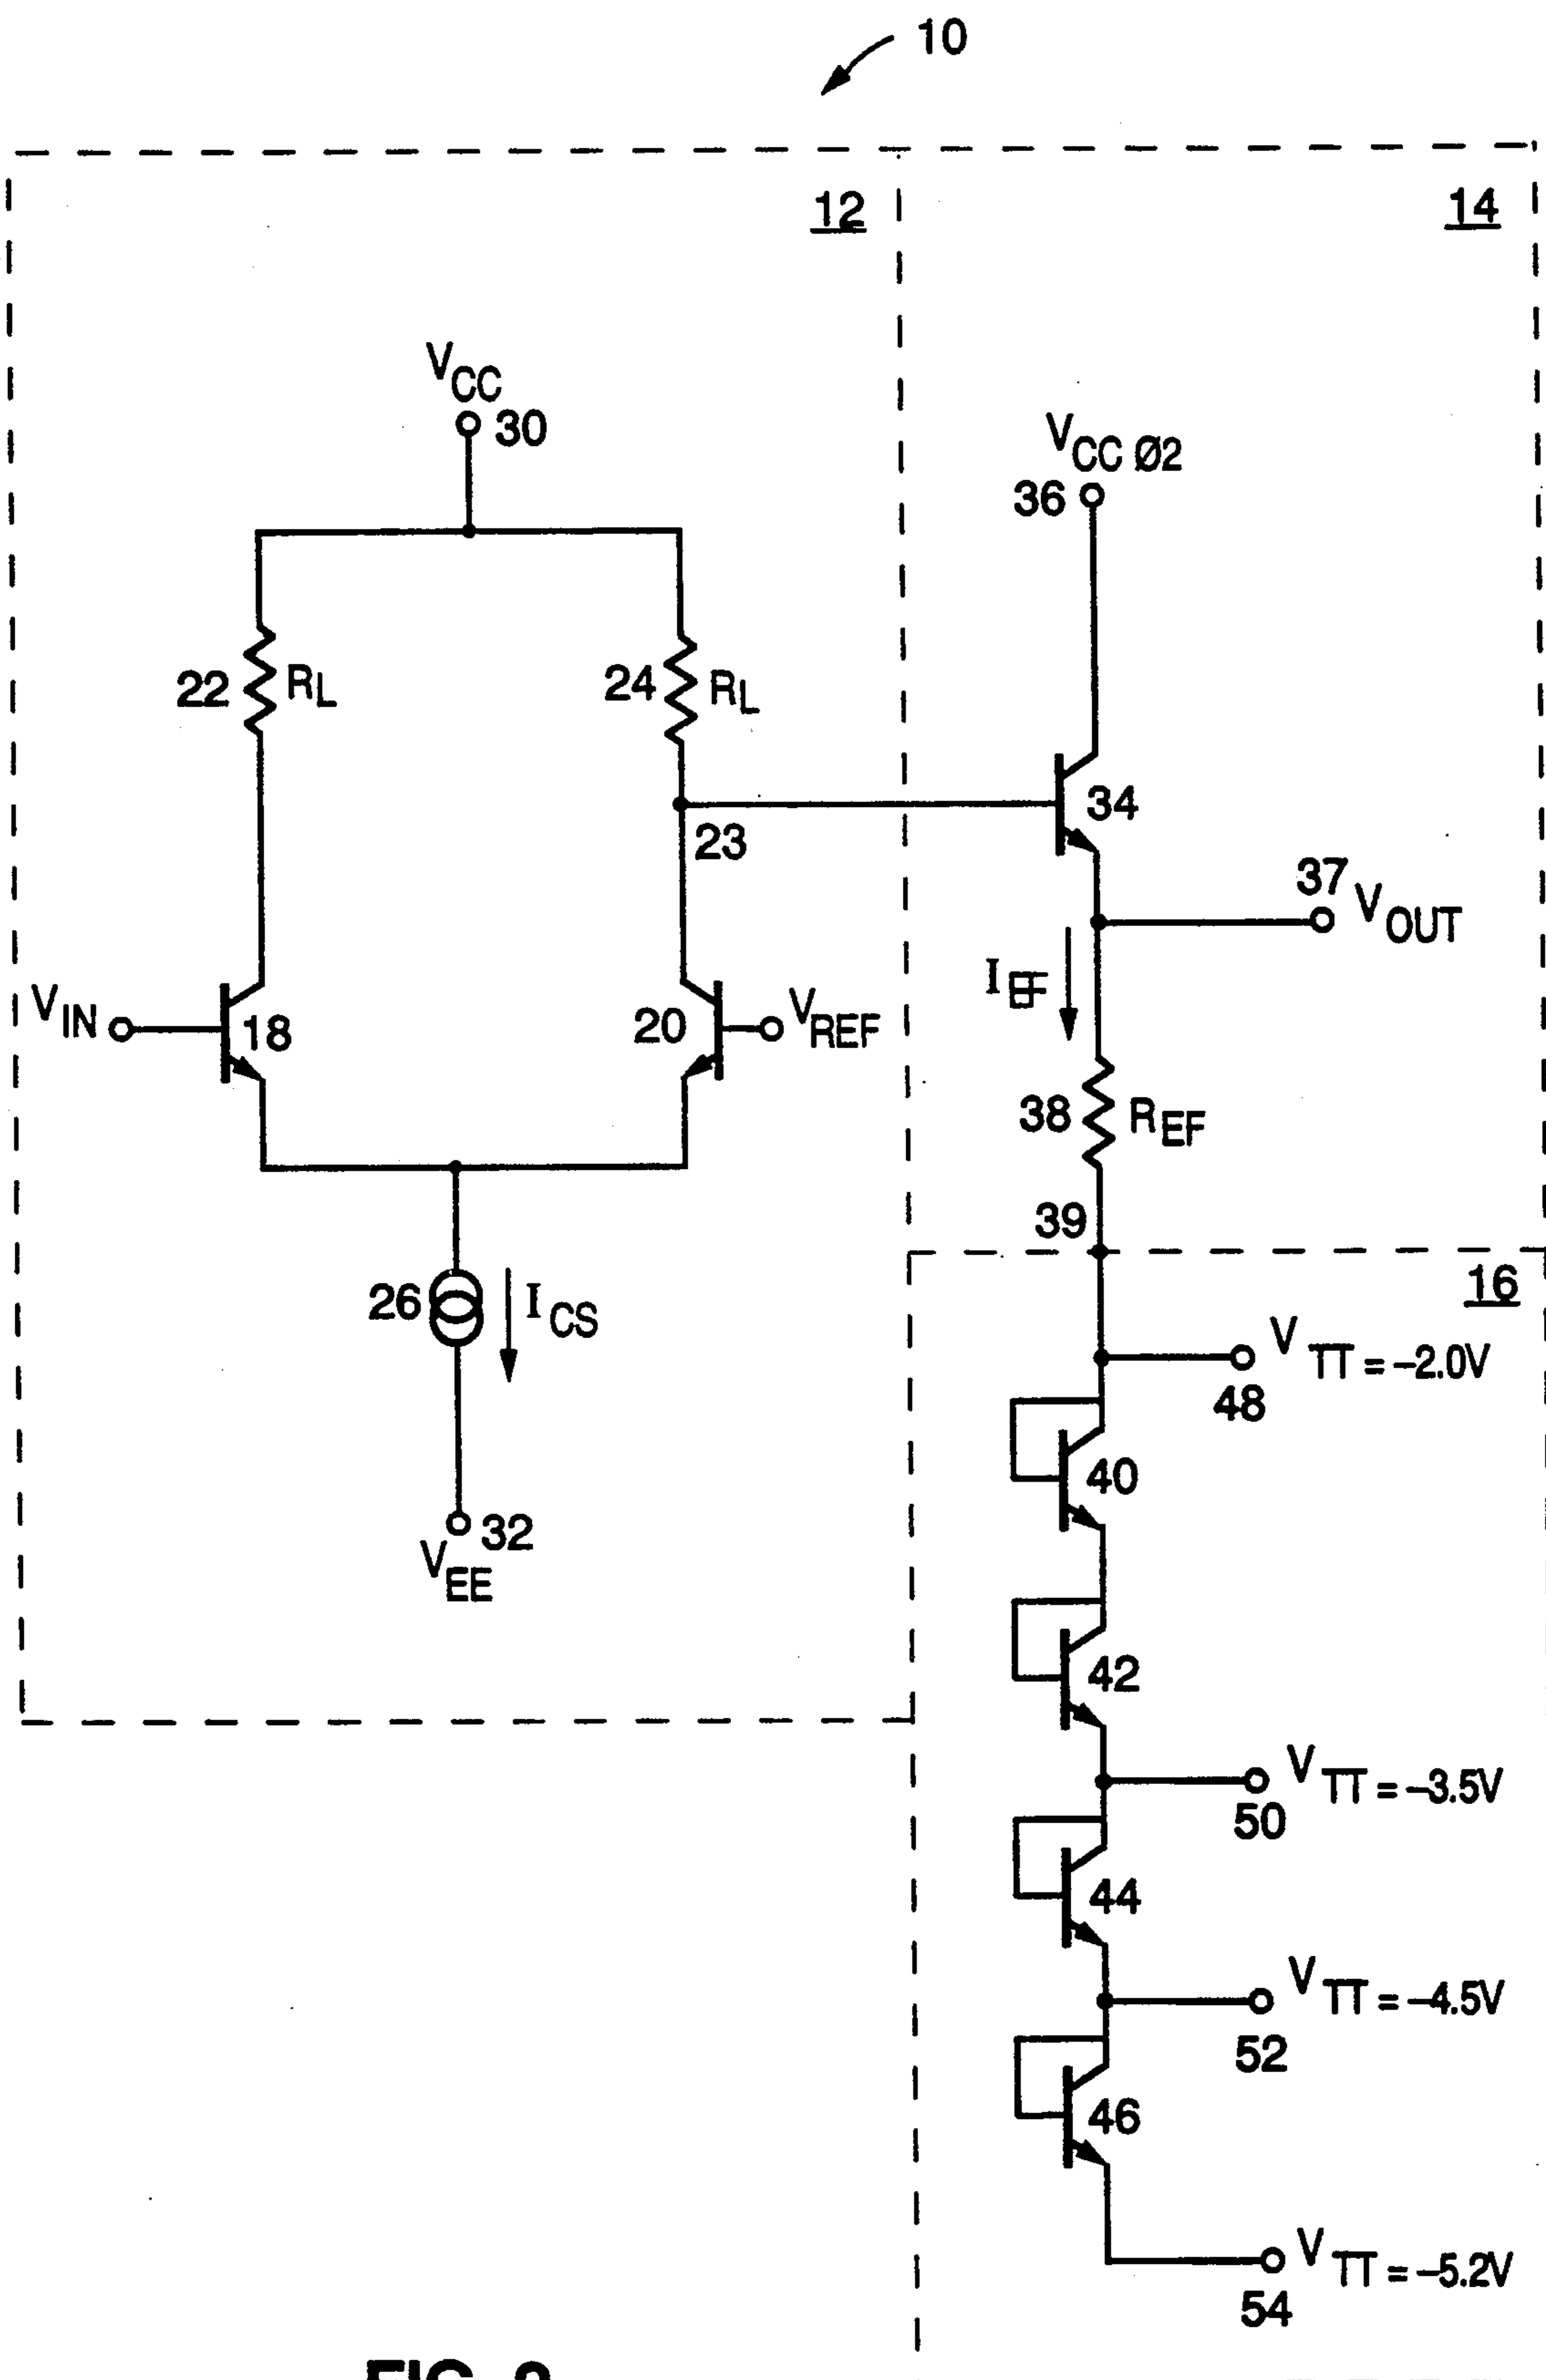 10
12
14
VCC
30
VCC Ø2
36
22 RL
24 RL
34
23
37 VOUT
IEF
VIN
18
20
VREF
38 REF
39
16
26 ICS
VTT = –2.0V
48
40
32
VEE
42
VTT = –3.5V
50
44
VTT = –4.5V
52
46
VTT = –5.2V
54